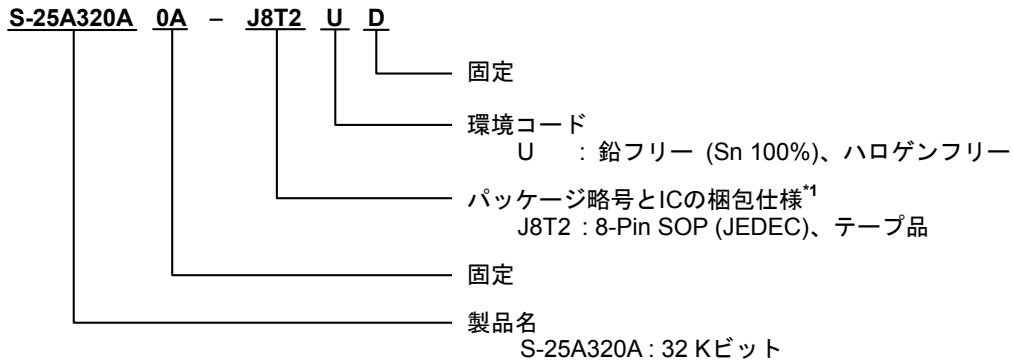 S-25A320A 0A – J8T2 U D
固定
環境コード
U : 鉛フリー (Sn 100%)、ハロゲンフリー
パッケージ略号とICの梱包仕様*1
J8T2 : 8-Pin SOP (JEDEC)、テープ品
固定
製品名
S-25A320A : 32 Kビット